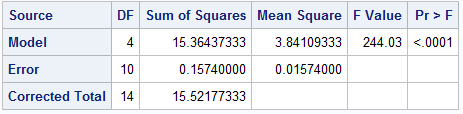 Source DF Sum of Squares Mean Square F Value Pr > F
Model 4 15.36437333 3.84109333 244.03 <.0001
Error 10 0.15740000 0.01574000
Corrected Total 14 15.52177333